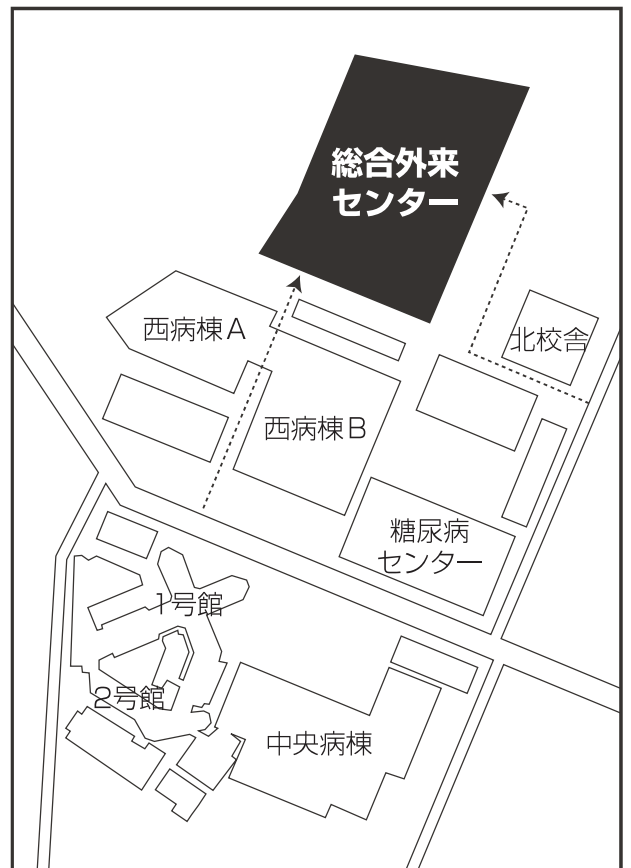 総合外来
センター
西病棟A
北校舎
西病棟B
糖尿病
センター
1号館
2号館
中央病棟